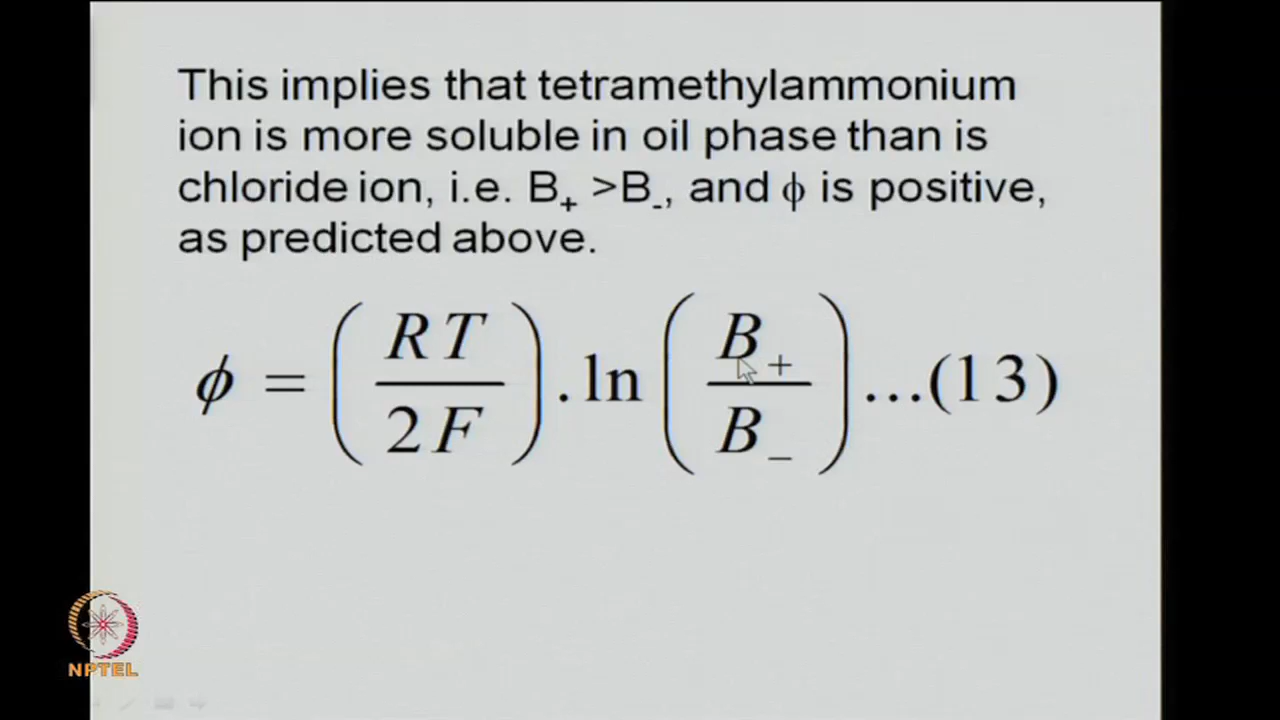 This implies that tetramethylammonium
ion is more soluble in oil phase than is
chloride ion, i.e. B₊ >B₋, and ϕ is positive,
as predicted above.
ϕ = (RT/2F) . ln (B₊/B₋) ...(13)
NPTEL